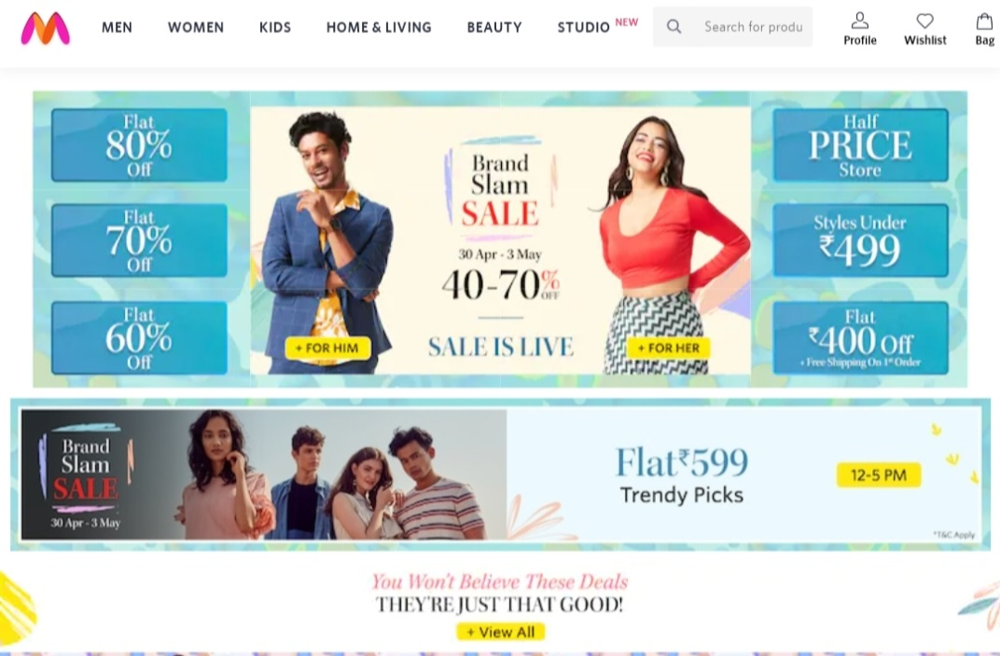 MEN
WOMEN
KIDS
HOME & LIVING
BEAUTY
STUDIO NEW
Search for produ
Profile
Wishlist
Bag
Flat
80%
Off
Flat
70%
Off
Flat
60%
Off
Brand
Slam
SALE
30 Apr - 3 May
40-70% OFF
SALE IS LIVE
+ FOR HIM
+ FOR HER
Half
PRICE
Store
Styles Under
₹499
Flat
₹400 Off
+ Free Shipping On 1st Order
Brand
Slam
SALE
30 Apr - 3 May
Flat ₹599
Trendy Picks
12-5 PM
*T&C Apply
You Won't Believe These Deals
THEY'RE JUST THAT GOOD!
+ View All